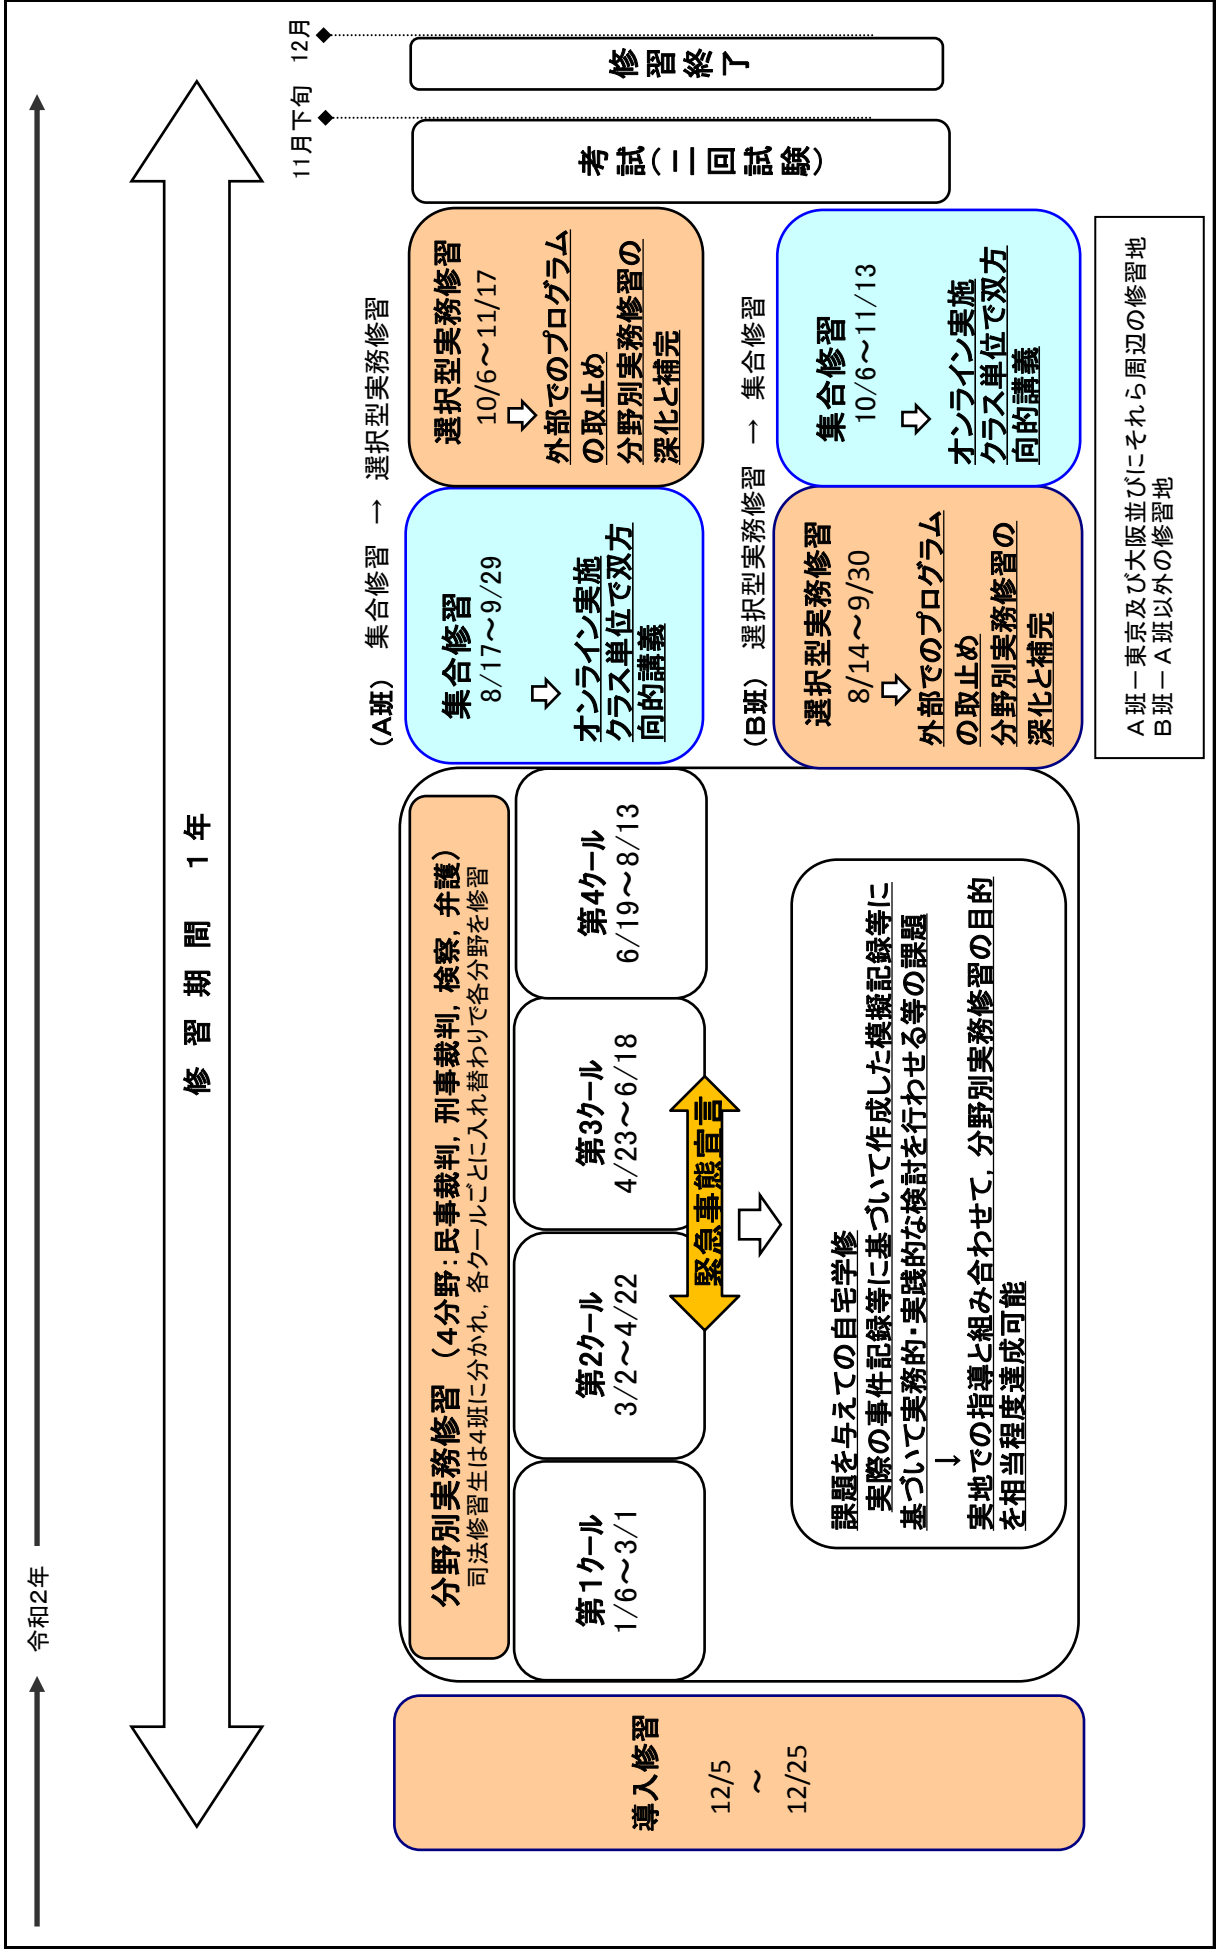 令和2年
修 習 期 間 1年
導入修習
12/5
~
12/25
分野別実務修習 (4分野:民事裁判,刑事裁判,検察,弁護)
司法修習生は4班に分かれ,各クールごとに入れ替わりで各分野を修習
第1クール
1/6~3/1
第2クール
3/2~4/22
第3クール
4/23~6/18
第4クール
6/19~8/13
緊急事態宣言
課題を与えての自宅学修
実際の事件記録等に基づいて作成した模擬記録等に
基づいて実務的・実践的な検討を行わせる等の課題
↓
実地での指導と組み合わせて,分野別実務修習の目的
を相当程度達成可能
(A班) 集合修習 → 選択型実務修習
集合修習
8/17~9/29
オンライン実施
クラス単位で双方
向的講義
選択型実務修習
10/6~11/17
外部でのプログラム
の取止め
分野別実務修習の
深化と補完
(B班) 選択型実務修習 → 集合修習
選択型実務修習
8/14~9/30
外部でのプログラム
の取止め
分野別実務修習の
深化と補完
集合修習
10/6~11/13
オンライン実施
クラス単位で双方
向的講義
11月下旬
12月
考試(二回試験)
修習終了
A班-東京及び大阪並びにそれら周辺の修習地
B班-A班以外の修習地